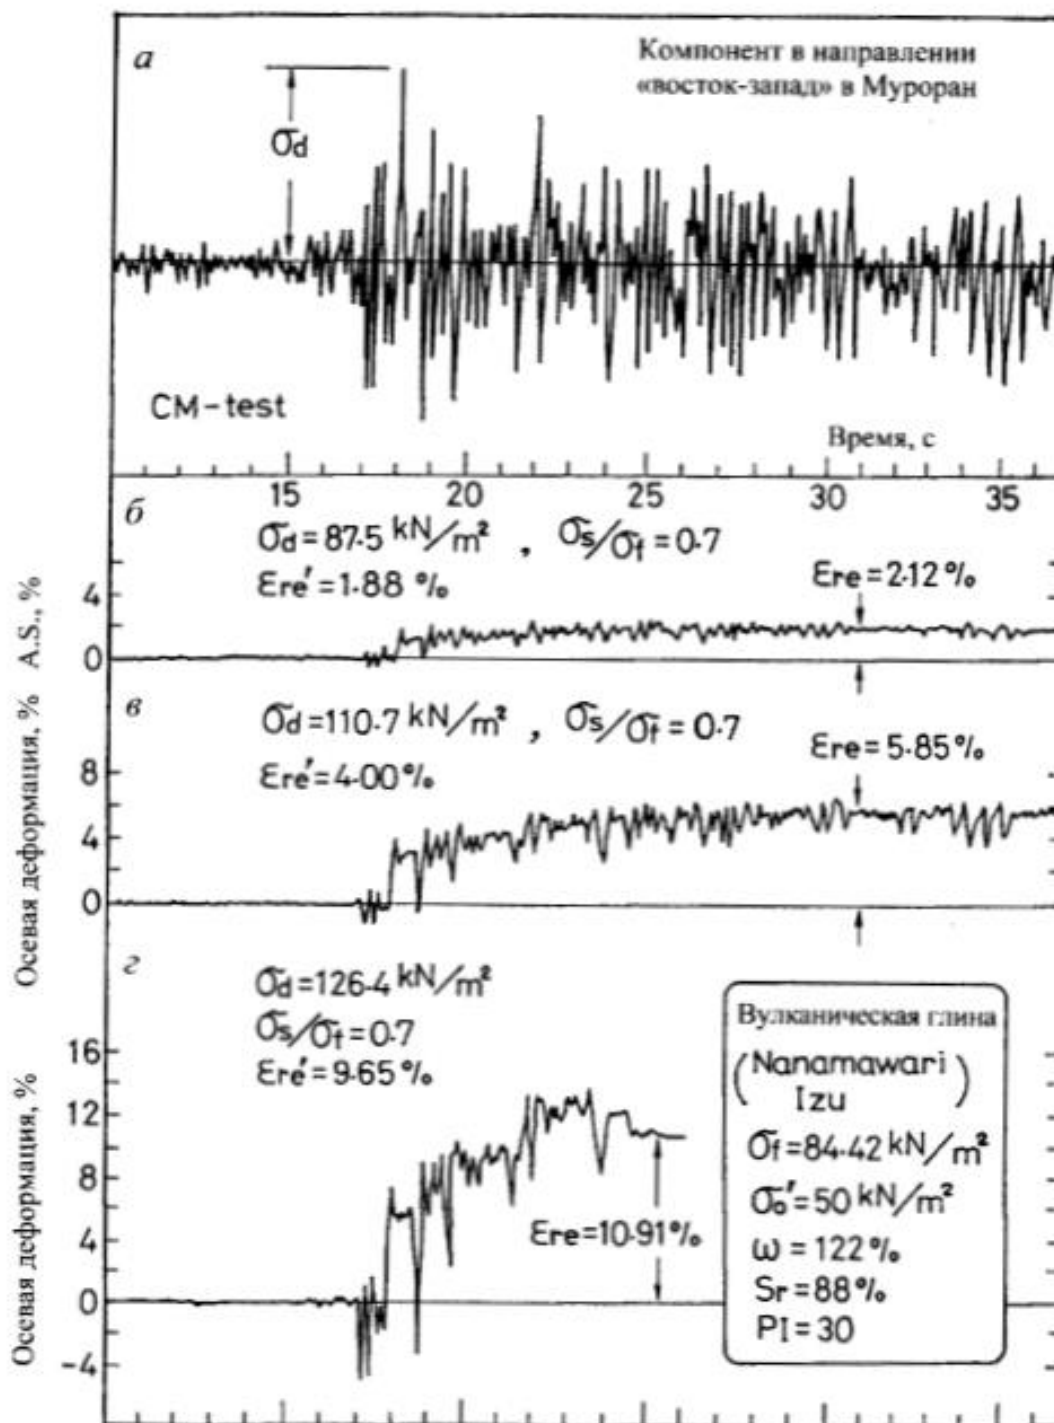 а
Компонент в направлении
«восток-запад» в Муроран
σd
CM-test
Время, с
15 20 25 30 35
б
σd=87.5 kN/m², σs/σf=0.7
εre'=1.88%
εre=2.12%
A.S., %
4
0
в
σd=110.7 kN/m², σs/σf=0.7
εre'=4.00%
εre=5.85%
Осевая деформация, %
8
4
0
г
σd=126.4 kN/m²
σs/σf=0.7
εre'=9.65%
εre=10.91%
Осевая деформация, %
16
12
8
4
0
-4
Вулканическая глина
(Nanamawari
Izu)
σf=84.42 kN/m²
σo'=50 kN/m²
ω=122%
Sr=88%
PI=30